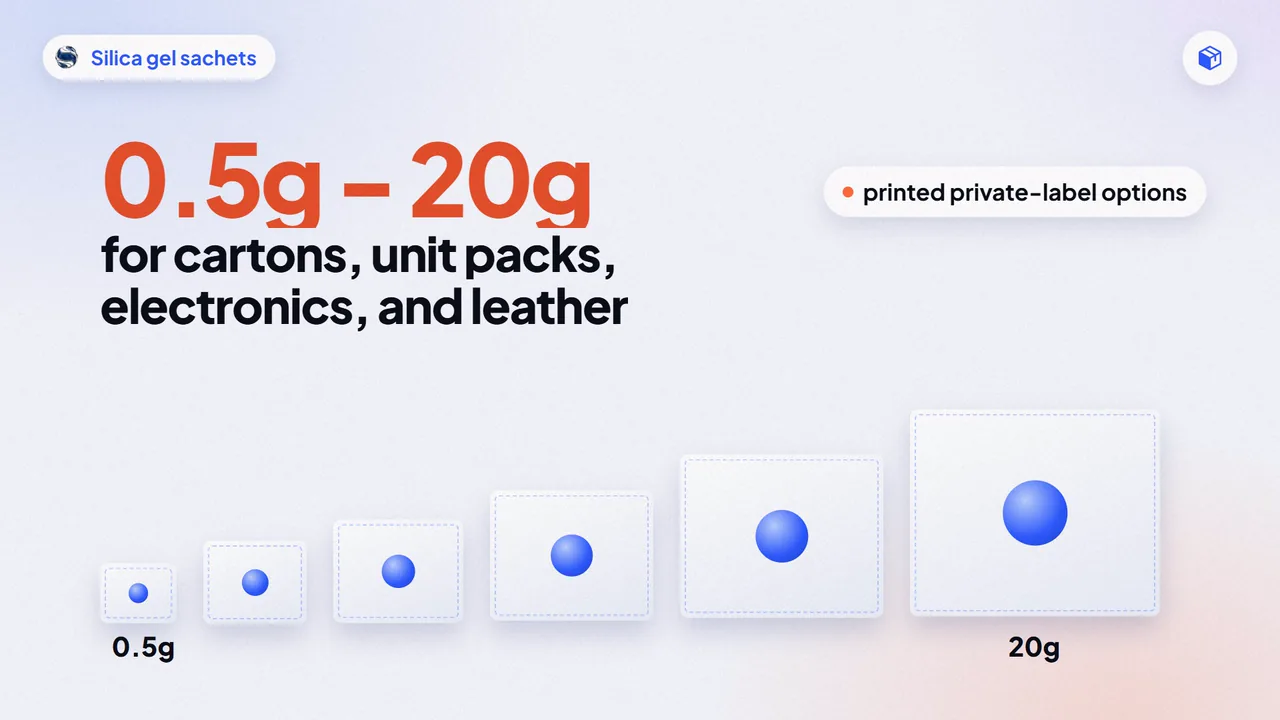 Silica gel sachets
0.5g – 20g
for cartons, unit packs,
electronics, and leather
printed private-label options
0.5g
20g